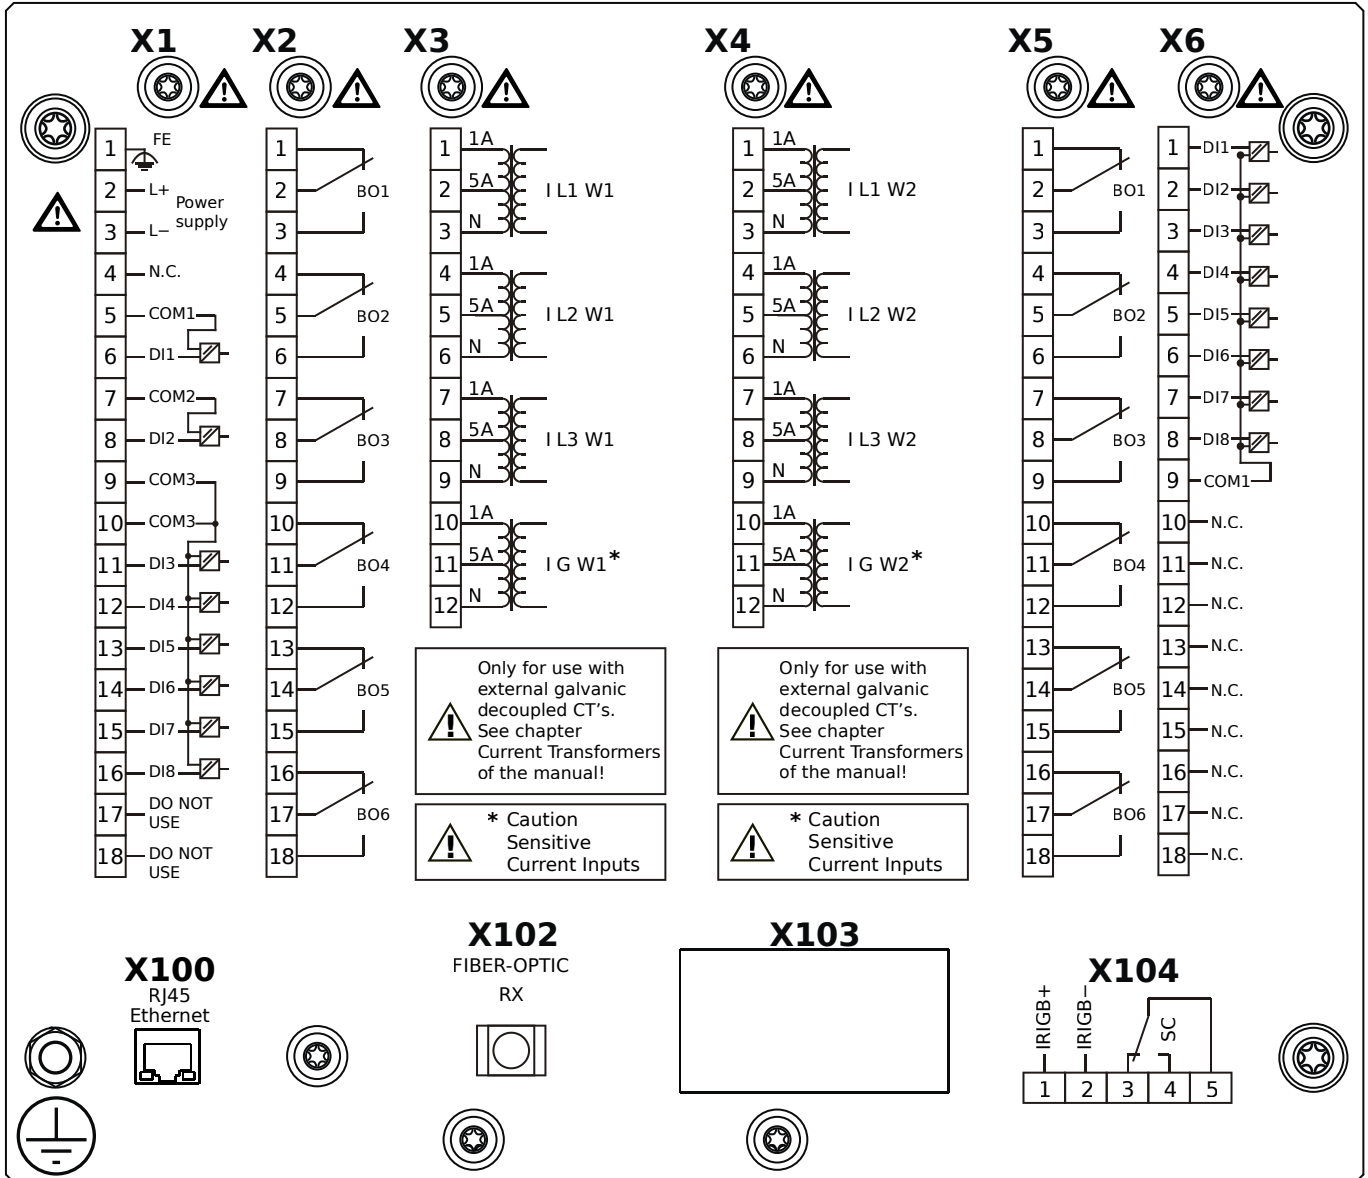 X1 X2 X3 X4 X5 X6
1 FE
2 L+
Power
supply
3 L−
4 N.C.
5 COM1
6 DI1
7 COM2
8 DI2
9 COM3
10 COM3
11 DI3
12 DI4
13 DI5
14 DI6
15 DI7
16 DI8
17 DO NOT
USE
18 DO NOT
USE
1
2 BO1
3
4
5 BO2
6
7
8 BO3
9
10
11 BO4
12
13
14 BO5
15
16
17 BO6
18
1 1A
2 5A I L1 W1
3 N
4 1A
5 5A I L2 W1
6 N
7 1A
8 5A I L3 W1
9 N
10 1A
11 5A I G W1*
12 N
Only for use with
external galvanic
decoupled CT's.
See chapter
Current Transformers
of the manual!
* Caution
Sensitive
Current Inputs
1 1A
2 5A I L1 W2
3 N
4 1A
5 5A I L2 W2
6 N
7 1A
8 5A I L3 W2
9 N
10 1A
11 5A I G W2*
12 N
Only for use with
external galvanic
decoupled CT's.
See chapter
Current Transformers
of the manual!
* Caution
Sensitive
Current Inputs
1
2 BO1
3
4
5 BO2
6
7
8 BO3
9
10
11 BO4
12
13
14 BO5
15
16
17 BO6
18
1 DI1
2 DI2
3 DI3
4 DI4
5 DI5
6 DI6
7 DI7
8 DI8
9 COM1
10 N.C.
11 N.C.
12 N.C.
13 N.C.
14 N.C.
15 N.C.
16 N.C.
17 N.C.
18 N.C.
X100
RJ45
Ethernet
X102
FIBER-OPTIC
RX
X103
X104
IRIGB+
IRIGB−
SC
1 2 3 4 5